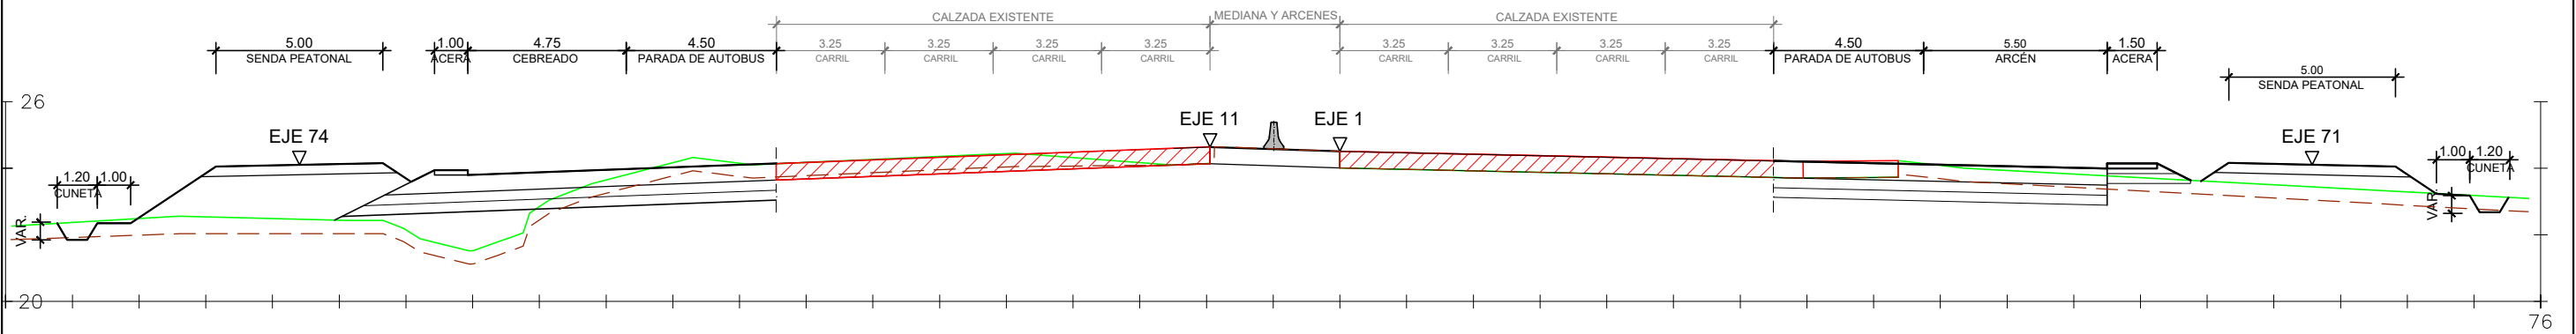 CALZADA EXISTENTE
MEDIANA Y ARCENES
CALZADA EXISTENTE
5.00
SENDA PEATONAL
1.00
ACERA
4.75
CEBREADO
4.50
PARADA DE AUTOBUS
3.25
CARRIL
3.25
CARRIL
3.25
CARRIL
3.25
CARRIL
3.25
CARRIL
3.25
CARRIL
3.25
CARRIL
3.25
CARRIL
4.50
PARADA DE AUTOBUS
5.50
ARCÉN
1.50
ACERA
5.00
SENDA PEATONAL
26
EJE 74
EJE 11
EJE 1
EJE 71
1.20
CUNETA
1.00
VAR.
1.00
1.20
CUNETA
VAR.
20
76